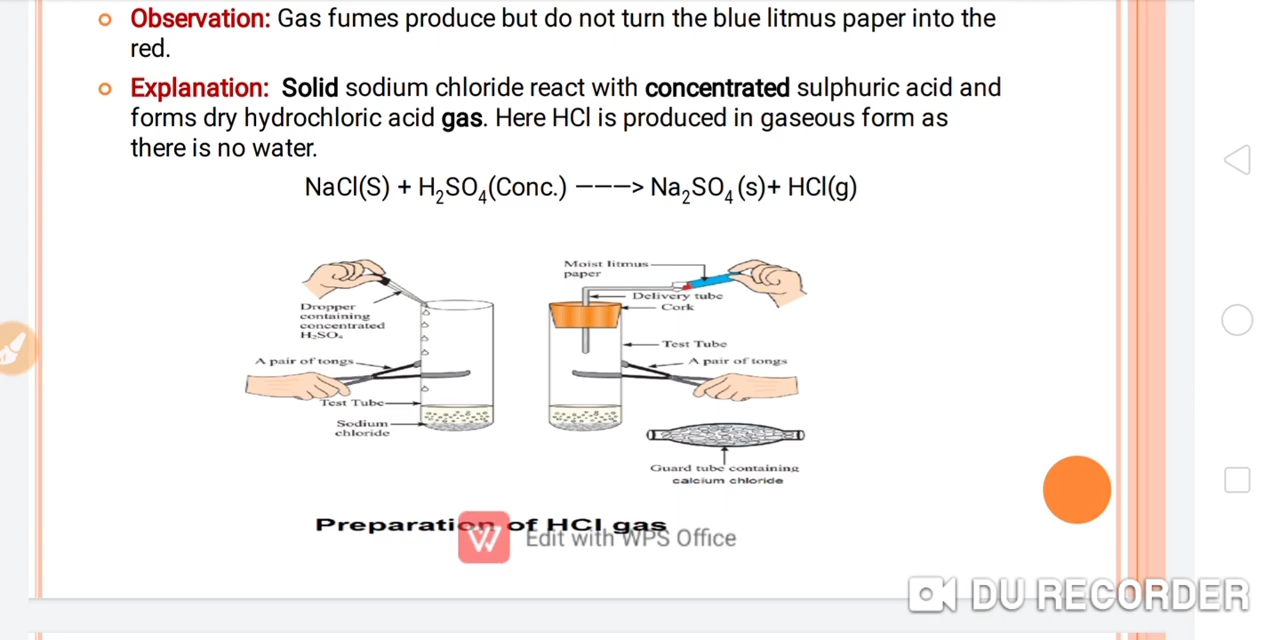 Observation: Gas fumes produce but do not turn the blue litmus paper into the
red.
Explanation: Solid sodium chloride react with concentrated sulphuric acid and
forms dry hydrochloric acid gas. Here HCl is produced in gaseous form as
there is no water.
NaCl(S) + H₂SO₄(Conc.) ———> Na₂SO₄(s)+ HCl(g)
Dropper
containing
concentrated
H₂SO₄
A pair of tongs
Test Tube
Sodium
chloride
Moist litmus
paper
Delivery tube
Cork
Test Tube
A pair of tongs
Guard tube containing
calcium chloride
Preparation of HCl gas
W Edit with WPS Office
DU RECORDER